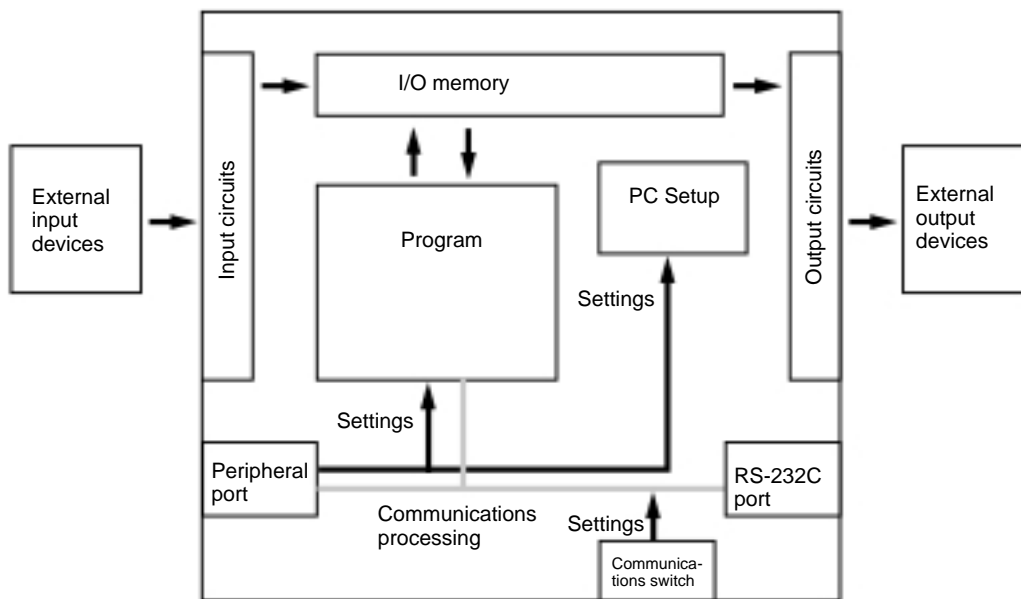 I/O memory
External
input
devices
Input circuits
Program
PC Setup
Output circuits
External
output
devices
Settings
Settings
Peripheral
port
RS-232C
port
Communications
processing
Settings
Communica-
tions switch